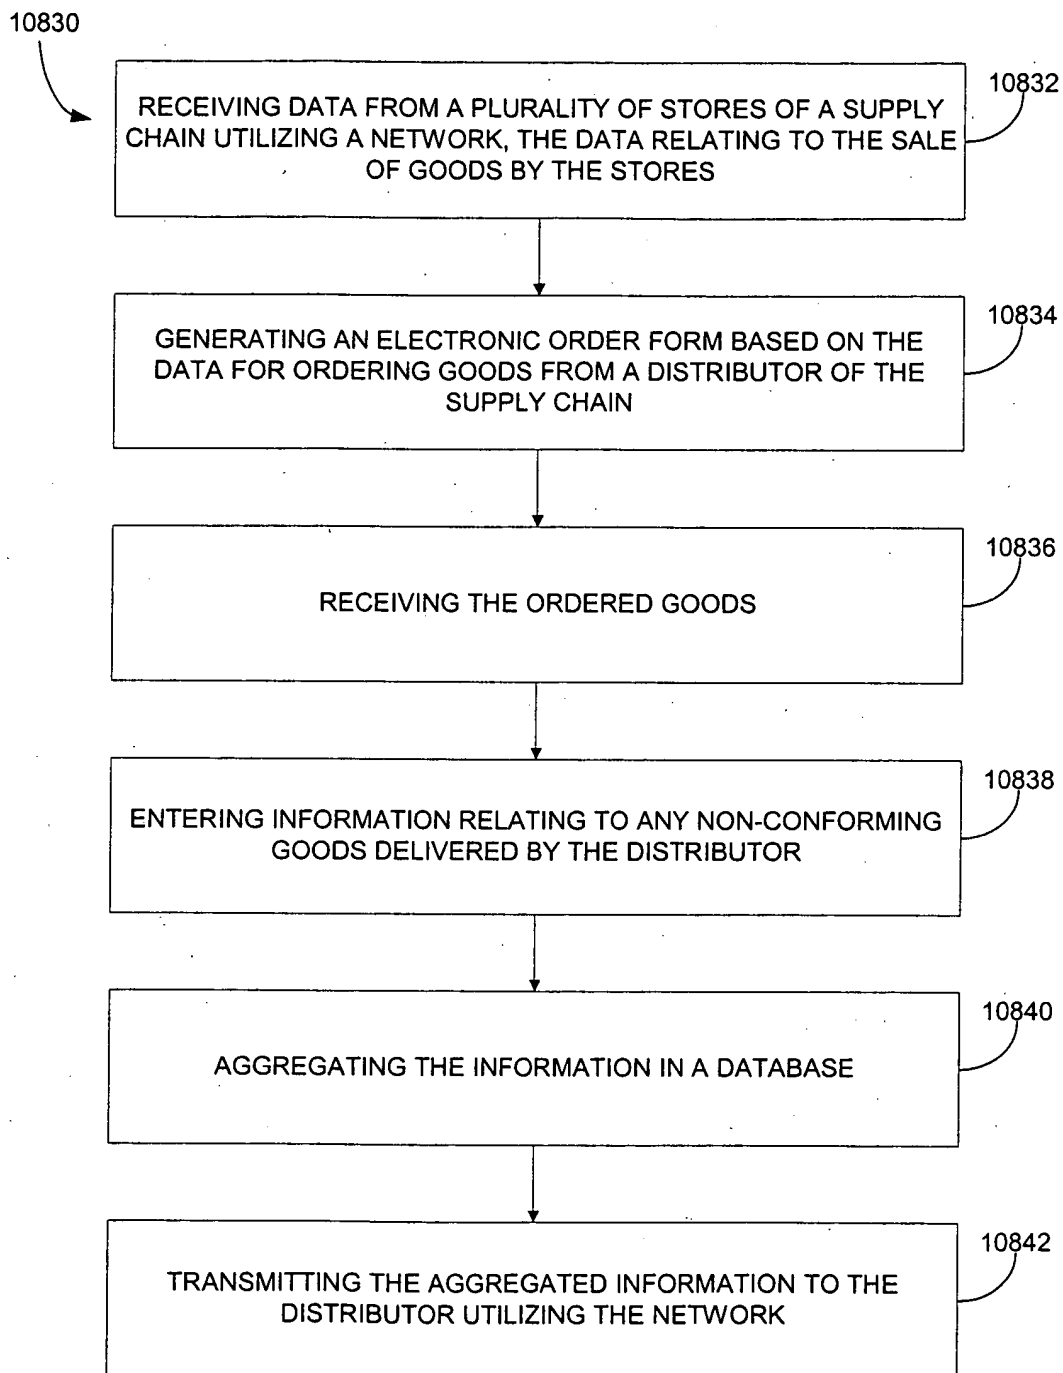 10830
10832
RECEIVING DATA FROM A PLURALITY OF STORES OF A SUPPLY
CHAIN UTILIZING A NETWORK, THE DATA RELATING TO THE SALE
OF GOODS BY THE STORES
10834
GENERATING AN ELECTRONIC ORDER FORM BASED ON THE
DATA FOR ORDERING GOODS FROM A DISTRIBUTOR OF THE
SUPPLY CHAIN
10836
RECEIVING THE ORDERED GOODS
10838
ENTERING INFORMATION RELATING TO ANY NON-CONFORMING
GOODS DELIVERED BY THE DISTRIBUTOR
10840
AGGREGATING THE INFORMATION IN A DATABASE
10842
TRANSMITTING THE AGGREGATED INFORMATION TO THE
DISTRIBUTOR UTILIZING THE NETWORK